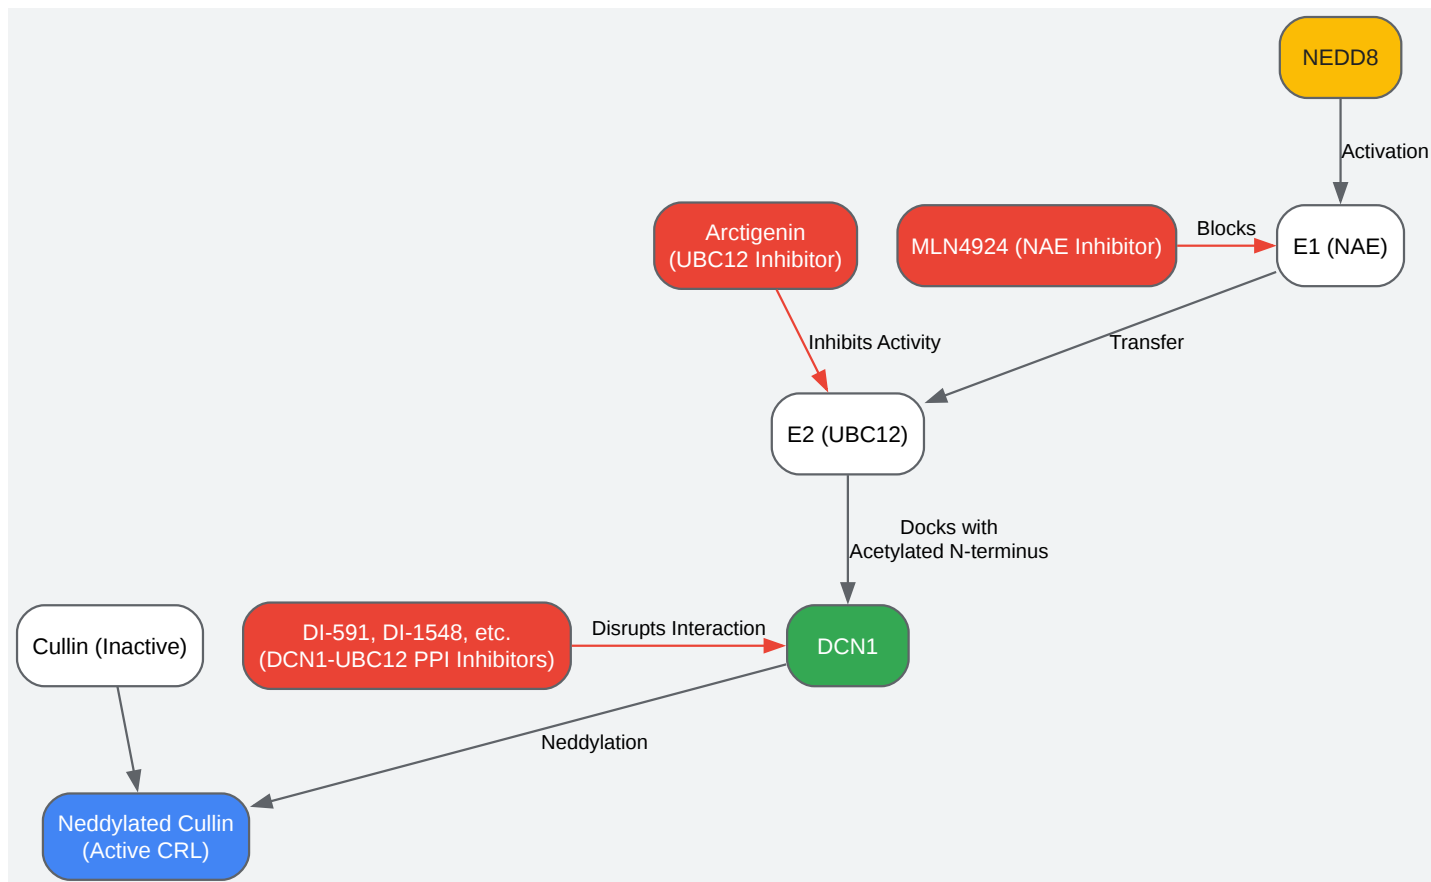 NEDD8
Activation
Arctigenin
(UBC12 Inhibitor)
MLN4924 (NAE Inhibitor)
Blocks
E1 (NAE)
Inhibits Activity
Transfer
E2 (UBC12)
Docks with
Acetylated N-terminus
Cullin (Inactive)
DI-591, DI-1548, etc.
(DCN1-UBC12 PPI Inhibitors)
Disrupts Interaction
DCN1
Neddylation
Neddylated Cullin
(Active CRL)